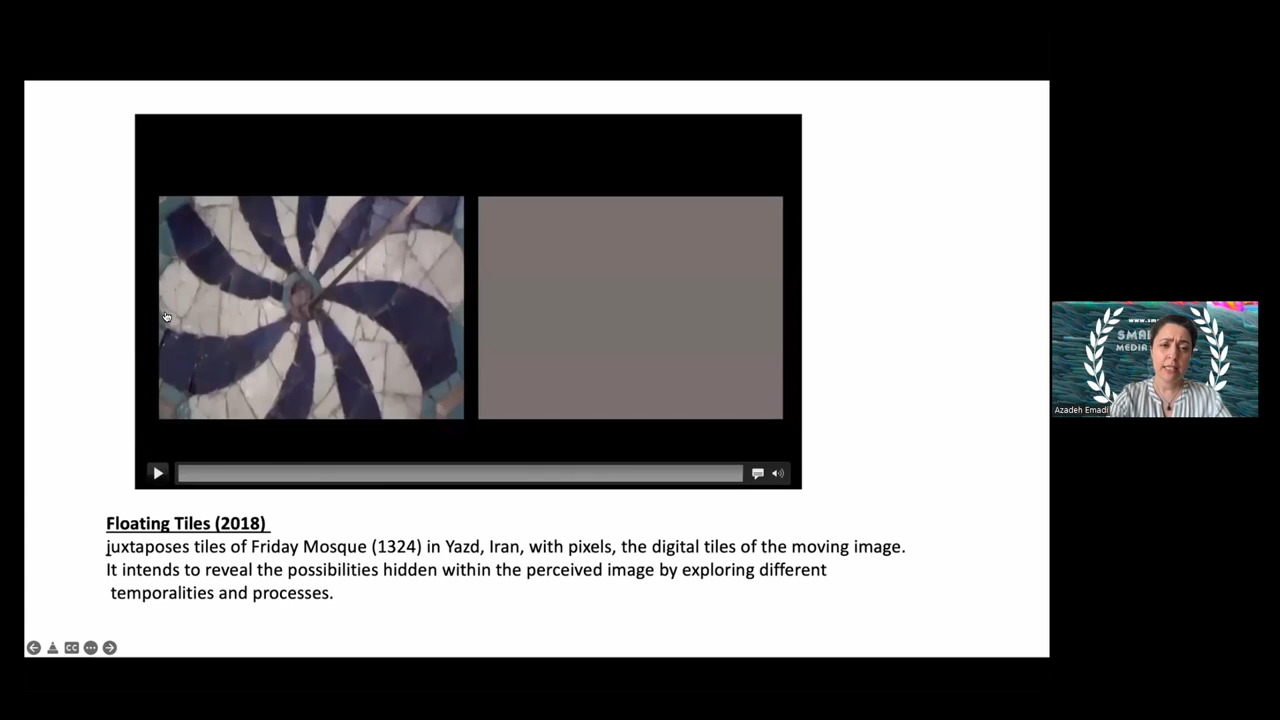 Floating Tiles (2018)
juxtaposes tiles of Friday Mosque (1324) in Yazd, Iran, with pixels, the digital tiles of the moving image.
It intends to reveal the possibilities hidden within the perceived image by exploring different
temporalities and processes.
CC
MEDIA
Azadeh Emadi